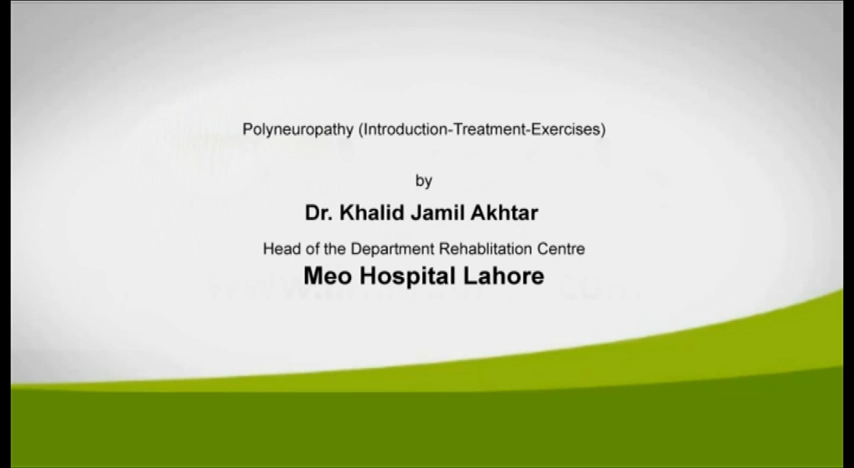 Polyneuropathy (Introduction-Treatment-Exercises)
by
Dr. Khalid Jamil Akhtar
Head of the Department Rehablitation Centre
Meo Hospital Lahore